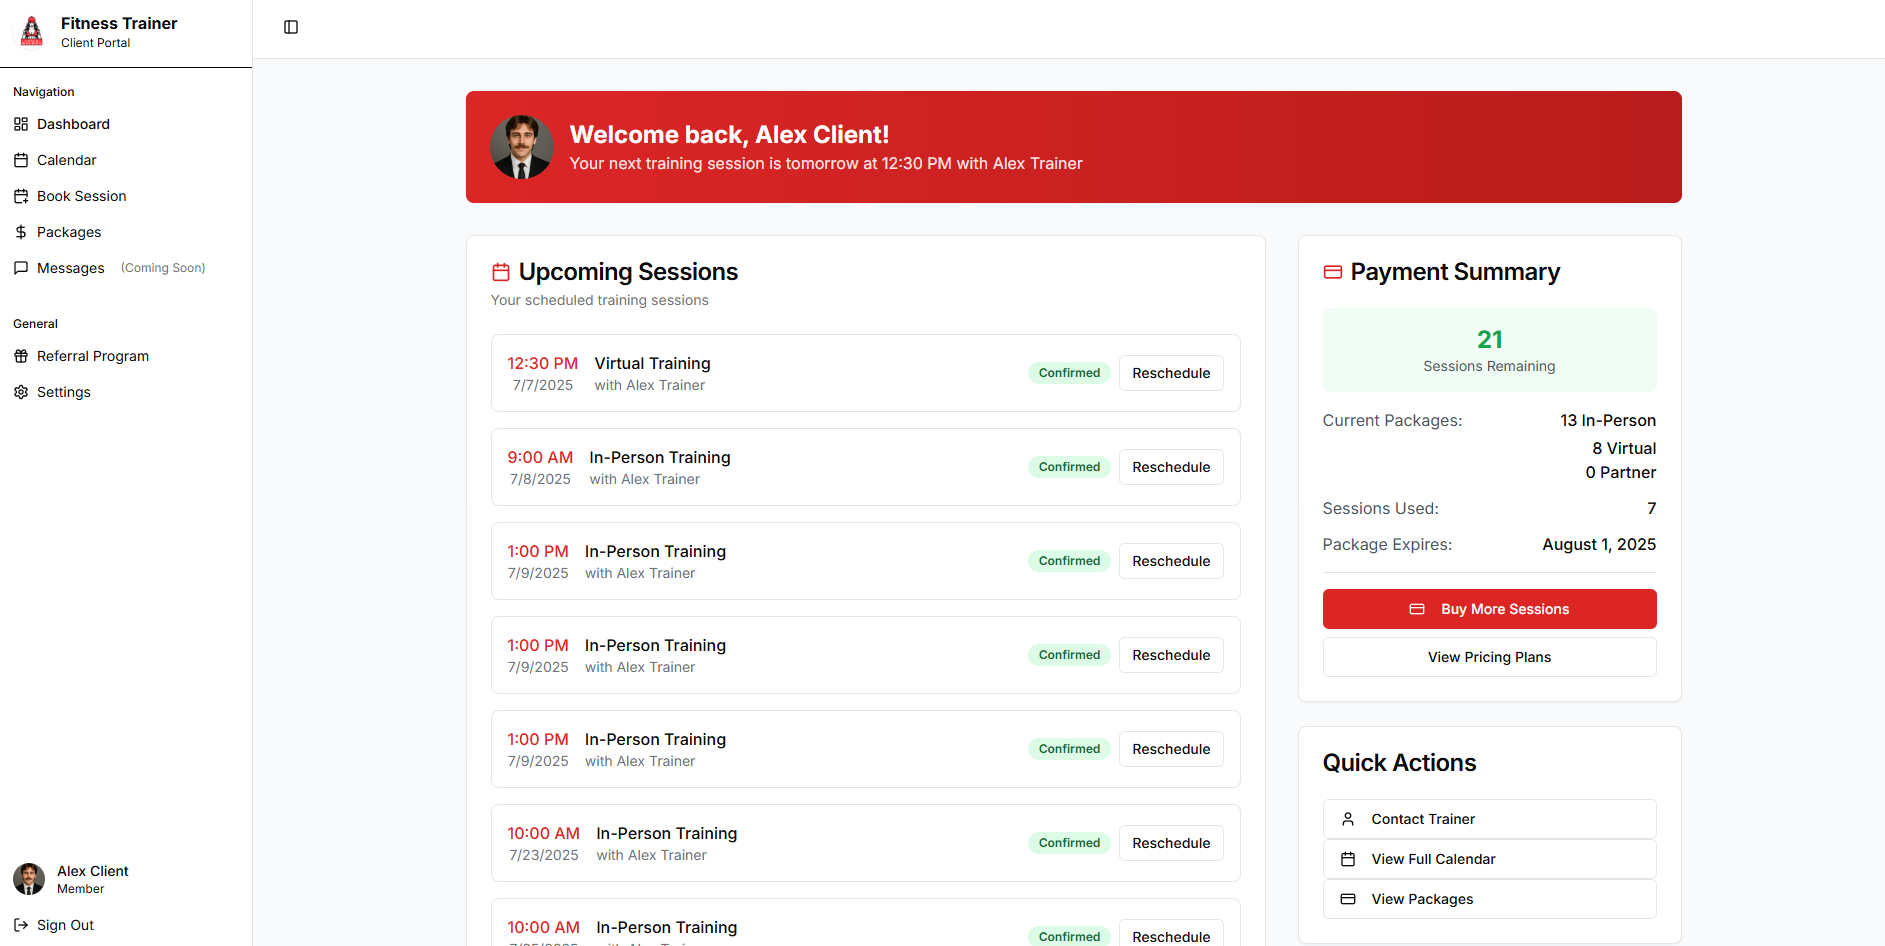 Fitness Trainer
Client Portal
Navigation
Dashboard
Calendar
Book Session
Packages
Messages (Coming Soon)
General
Referral Program
Settings
Alex Client
Member
Sign Out
Welcome back, Alex Client!
Your next training session is tomorrow at 12:30 PM with Alex Trainer
Upcoming Sessions
Your scheduled training sessions
12:30 PM Virtual Training
7/7/2025 with Alex Trainer
Confirmed Reschedule
9:00 AM In-Person Training
7/8/2025 with Alex Trainer
Confirmed Reschedule
1:00 PM In-Person Training
7/9/2025 with Alex Trainer
Confirmed Reschedule
1:00 PM In-Person Training
7/9/2025 with Alex Trainer
Confirmed Reschedule
1:00 PM In-Person Training
7/9/2025 with Alex Trainer
Confirmed Reschedule
10:00 AM In-Person Training
7/23/2025 with Alex Trainer
Confirmed Reschedule
10:00 AM In-Person Training
Confirmed Reschedule
Payment Summary
21
Sessions Remaining
Current Packages: 13 In-Person
8 Virtual
0 Partner
Sessions Used: 7
Package Expires: August 1, 2025
Buy More Sessions
View Pricing Plans
Quick Actions
Contact Trainer
View Full Calendar
View Packages